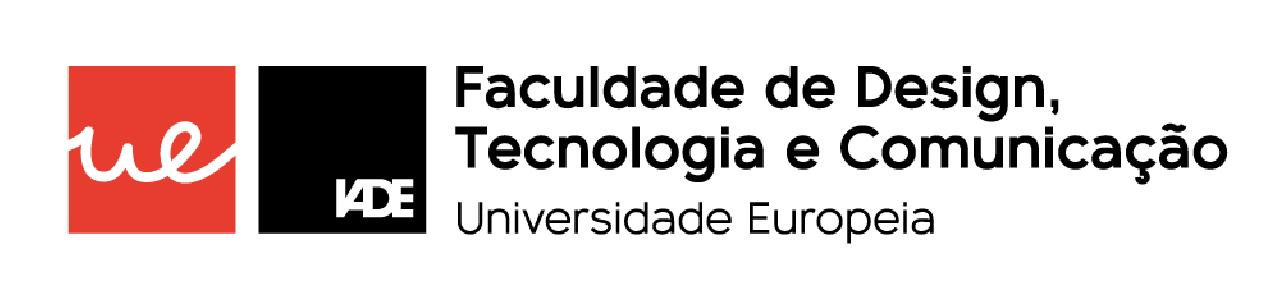 ue
IADE
Faculdade de Design,
Tecnologia e Comunicação
Universidade Europeia